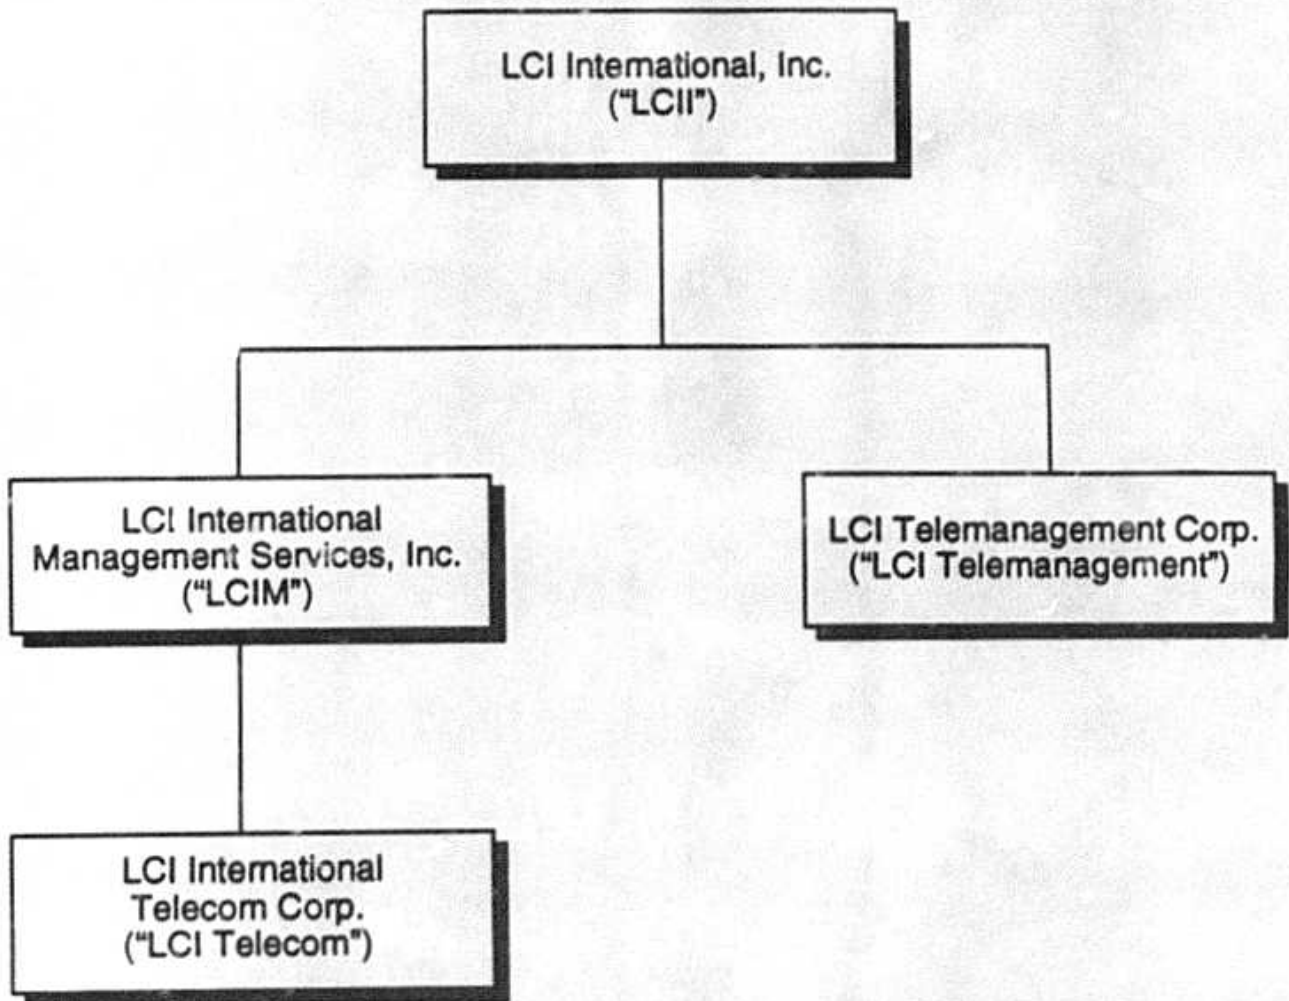 LCI International, Inc.
("LCII")
LCI International
Management Services, Inc.
("LCIM")
LCI Telemanagement Corp.
("LCI Telemanagement")
LCI International
Telecom Corp.
("LCI Telecom")